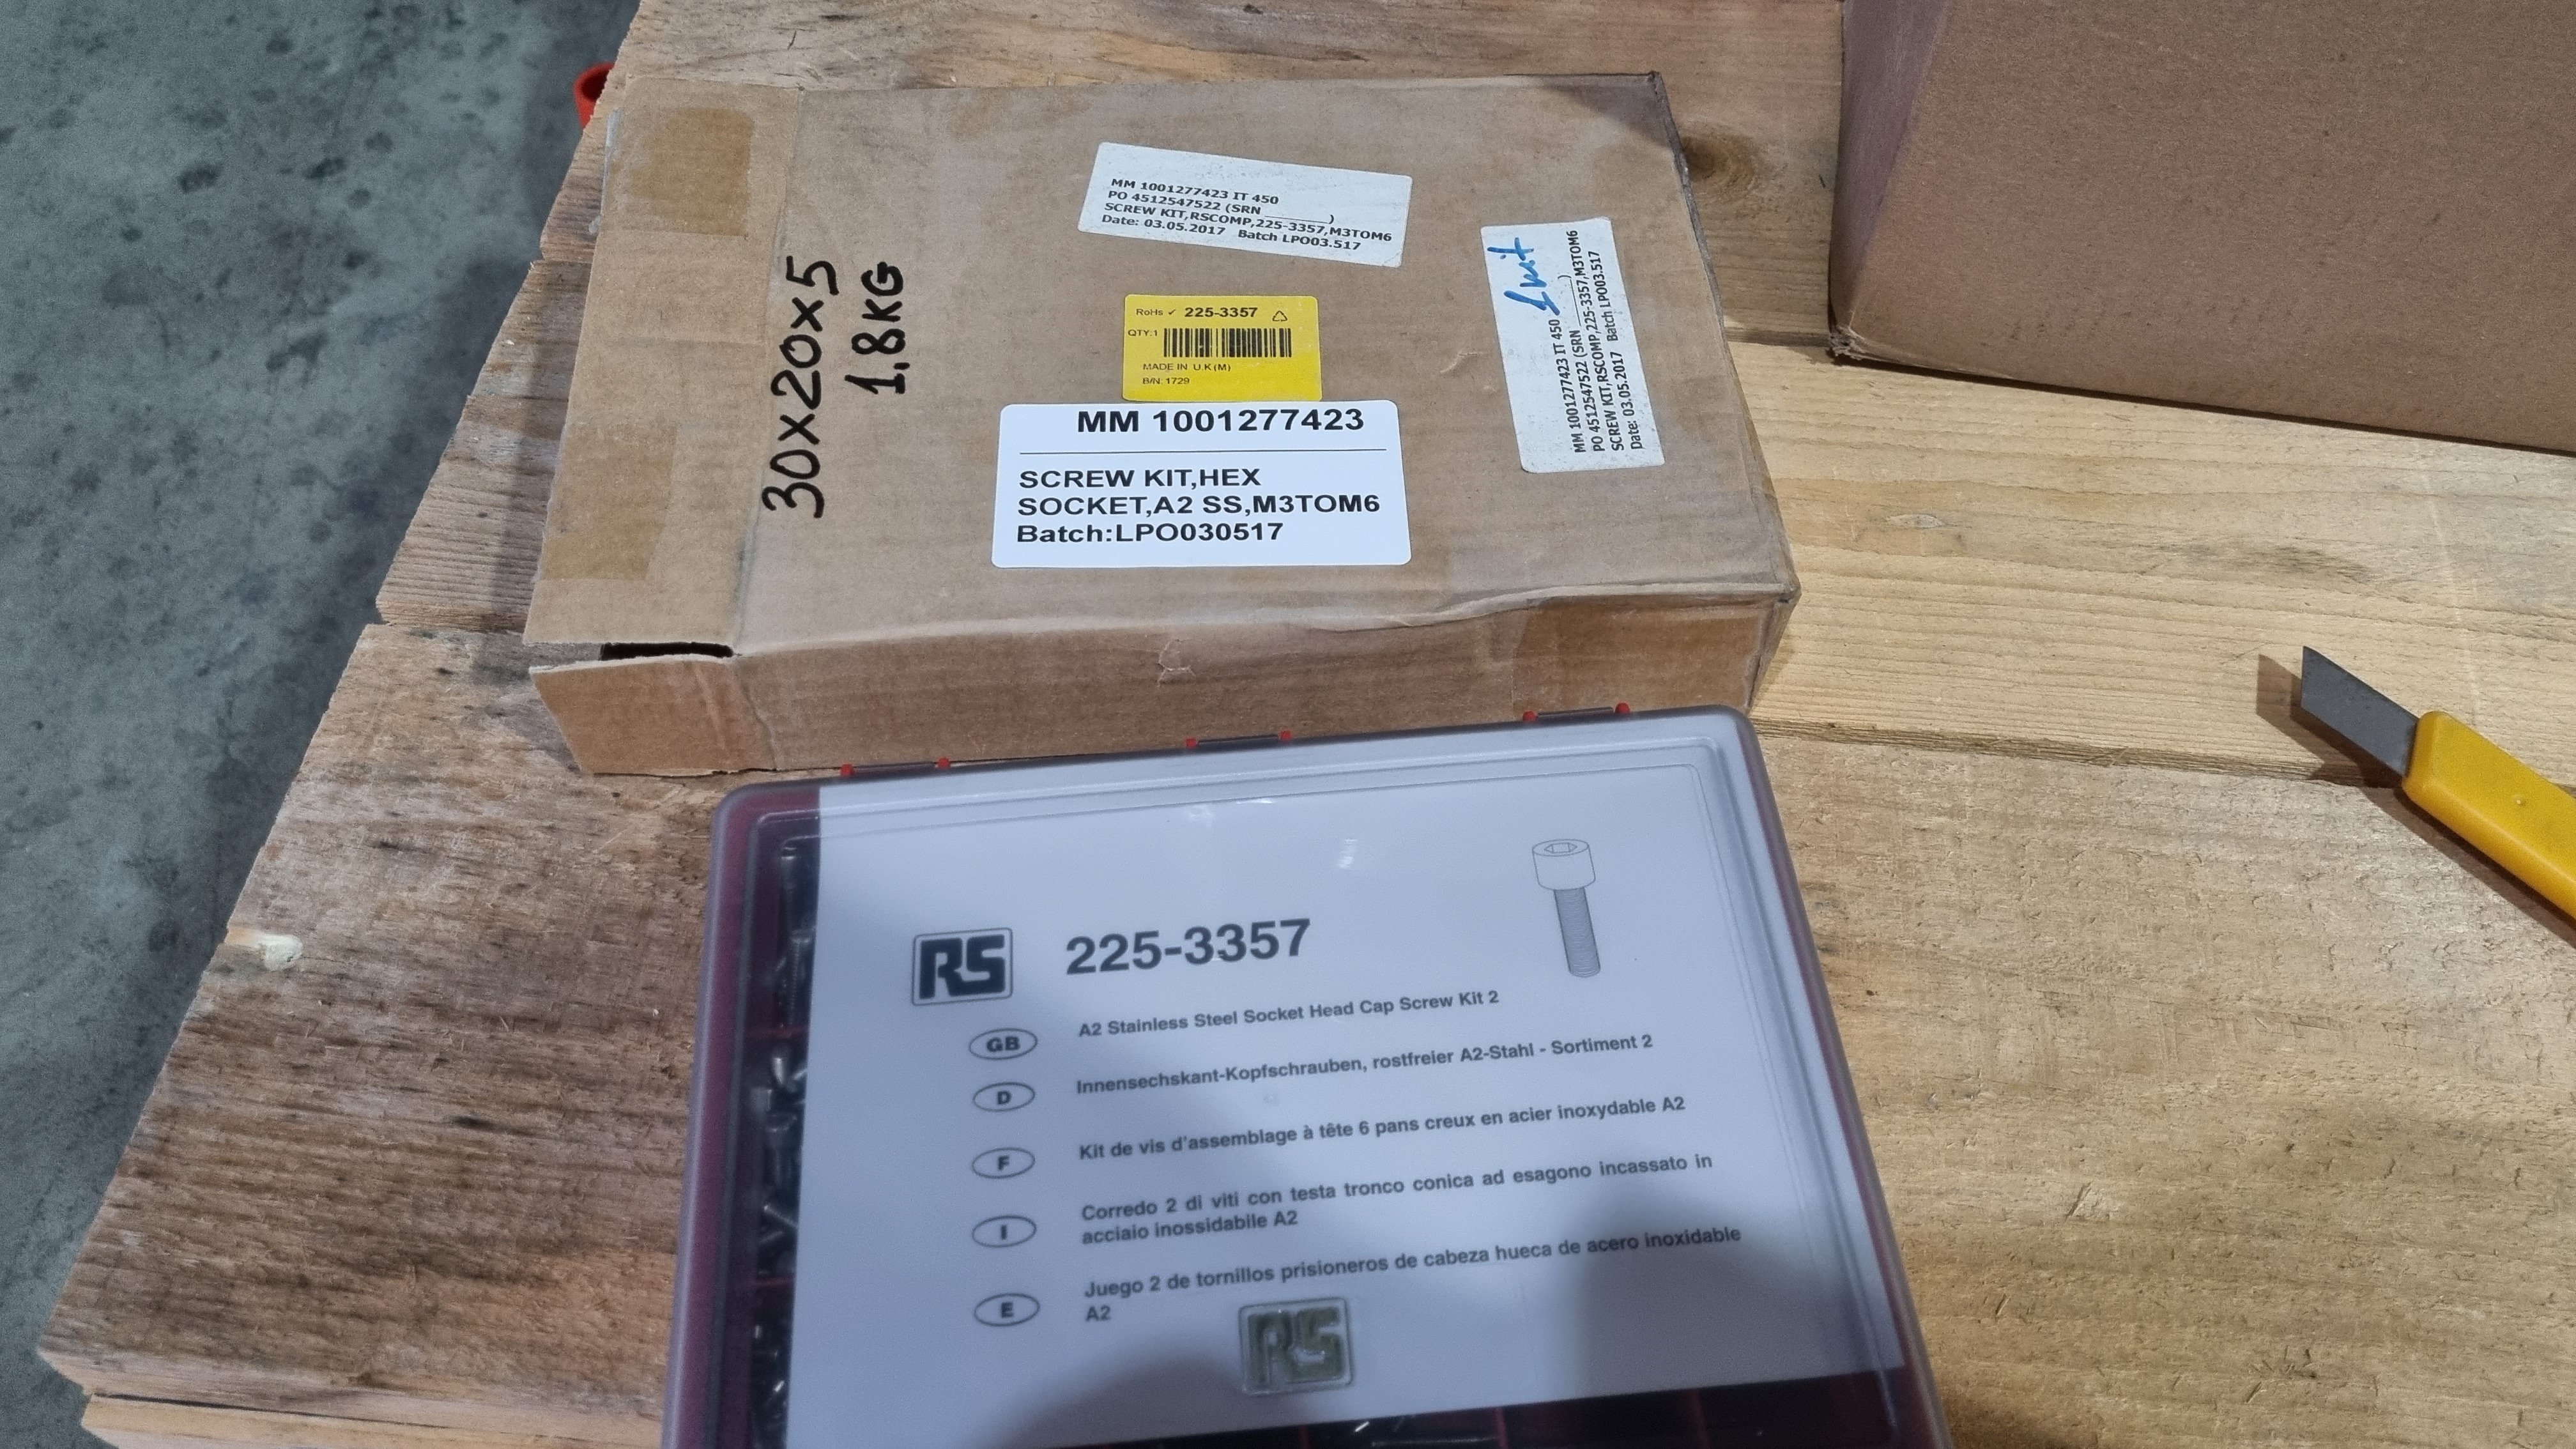 MM 1001277423 IT 450
PO 4512547522 (SRN ________)
SCREW KIT,RSCOMP,225-3357,M3TOM6
Date: 03.05.2017 Batch LPO03.517
30x20x5
1,8KG
RoHs ✓ 225-3357
QTY:1
MADE IN U.K(M)
B/N: 1729
MM 1001277423
SCREW KIT,HEX
SOCKET,A2 SS,M3TOM6
Batch:LPO030517
1 kit
MM 1001277423 IT 450
PO 4512547522 (SRN ________)
SCREW KIT,RSCOMP,225-3357,M3TOM6
Date: 03.05.2017 Batch LPO03.517
RS 225-3357
GB A2 Stainless Steel Socket Head Cap Screw Kit 2
D Innensechskant-Kopfschrauben, rostfreier A2-Stahl - Sortiment 2
F Kit de vis d'assemblage à tête 6 pans creux en acier inoxydable A2
I Corredo 2 di viti con testa tronco conica ad esagono incassato in
acciaio inossidabile A2
E Juego 2 de tornillos prisioneros de cabeza hueca de acero inoxidable
A2
RS